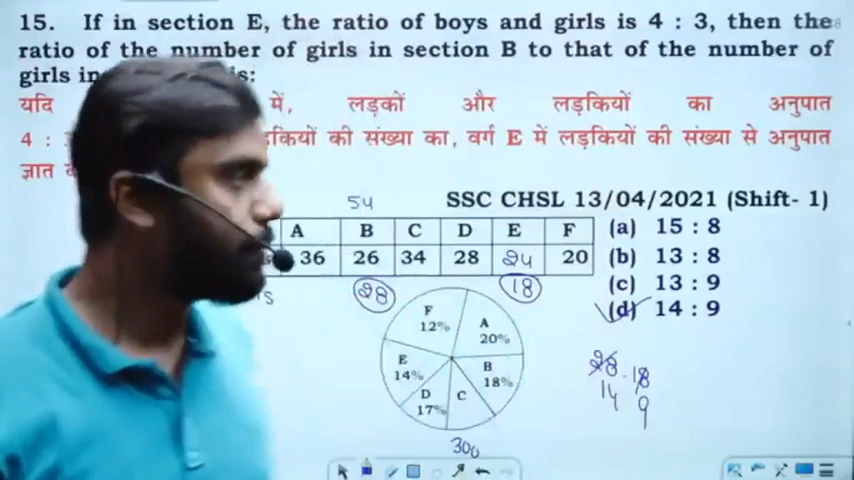 15. If in section E, the ratio of boys and girls is 4 : 3, then the
ratio of the number of girls in section B to that of the number of
girls in is:
यदि में, लड़कों और लड़कियों का अनुपात
4 : की संख्या का, वर्ग E में लड़कियों की संख्या से अनुपात
ज्ञात
54
SSC CHSL 13/04/2021 (Shift- 1)
A B C D E F
36 26 34 28 24 20
28 18
(a) 15 : 8
(b) 13 : 8
(c) 13 : 9
(d) 14 : 9
F 12%
A 20%
E 14%
B 18%
D 17%
C
300
28 18
14 9